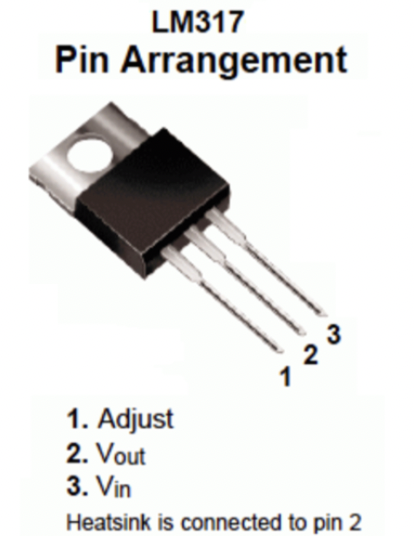 LM317
Pin Arrangement
3
2
1
1. Adjust
2. Vout
3. Vin
Heatsink is connected to pin 2